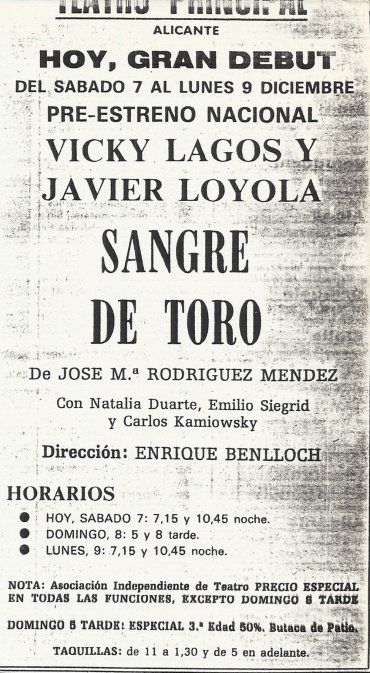 TEATRO PRINCIPAL
ALICANTE
HOY, GRAN DEBUT
DEL SABADO 7 AL LUNES 9 DICIEMBRE
PRE-ESTRENO NACIONAL
VICKY LAGOS Y
JAVIER LOYOLA
SANGRE
DE TORO
De JOSE M.ª RODRIGUEZ MENDEZ
Con Natalia Duarte, Emilio Siegrid
y Carlos Kamiowsky
Dirección: ENRIQUE BENLLOCH
HORARIOS
● HOY, SABADO 7: 7,15 y 10,45 noche.
● DOMINGO, 8: 5 y 8 tarde.
● LUNES, 9: 7,15 y 10,45 noche.
NOTA: Asociación Independiente de Teatro PRECIO ESPECIAL
EN TODAS LAS FUNCIONES, EXCEPTO DOMINGO 8 TARDE
DOMINGO 5 TARDE: ESPECIAL 3.ª Edad 50%. Butaca de Patio.
TAQUILLAS: de 11 a 1,30 y de 5 en adelante.